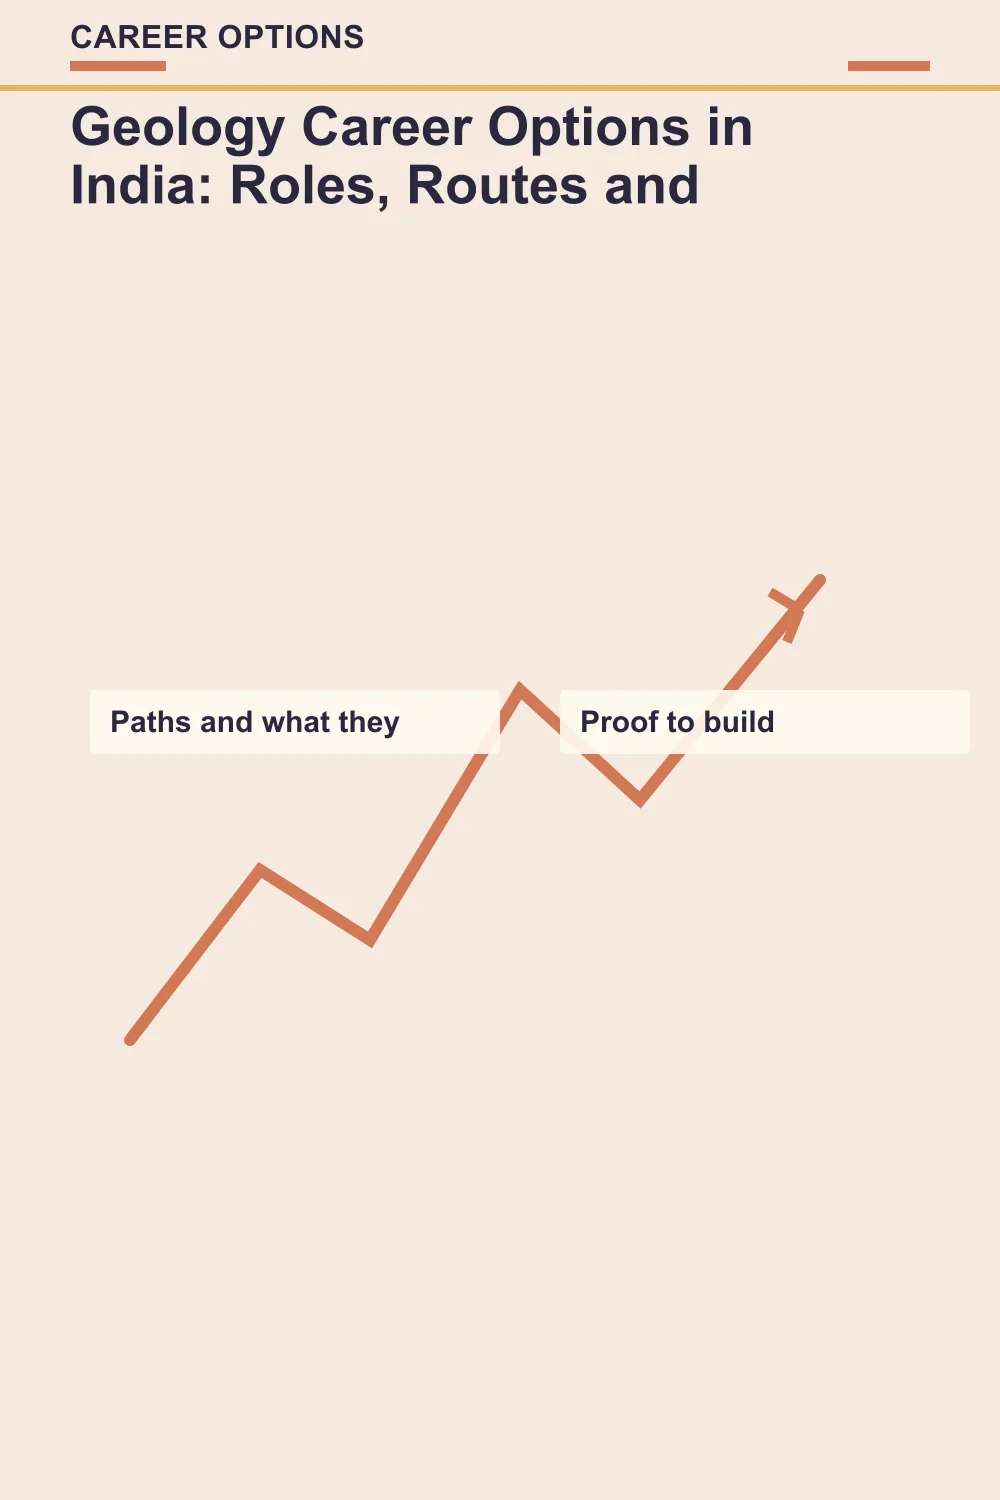 CAREER OPTIONS
Geology Career Options in
India: Roles, Routes and
Paths and what they
Proof to build